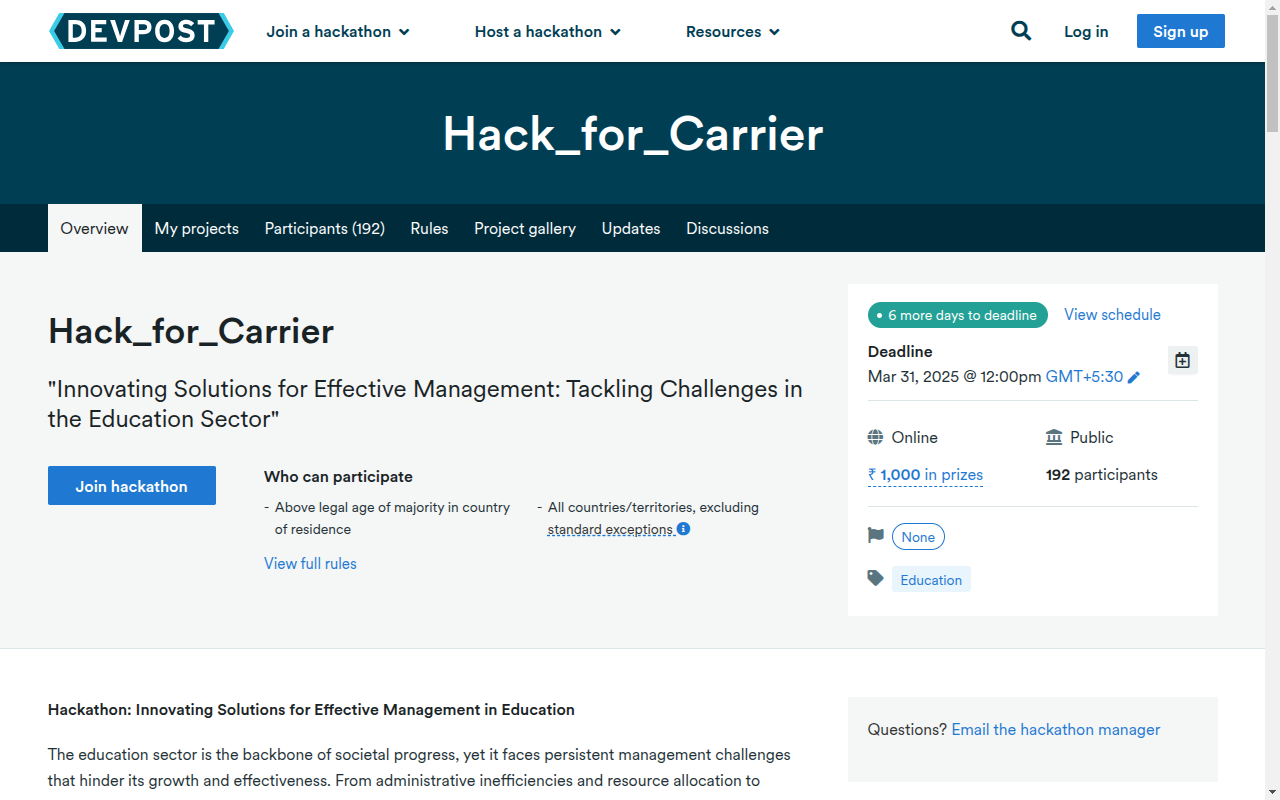 DEVPOST
Join a hackathon
Host a hackathon
Resources
Log in
Sign up
Hack_for_Carrier
Overview
My projects
Participants (192)
Rules
Project gallery
Updates
Discussions
Hack_for_Carrier
"Innovating Solutions for Effective Management: Tackling Challenges in
the Education Sector"
Join hackathon
Who can participate
- Above legal age of majority in country
of residence
- All countries/territories, excluding
standard exceptions
View full rules
6 more days to deadline
View schedule
Deadline
Mar 31, 2025 @ 12:00pm GMT+5:30
Online
Public
₹ 1,000 in prizes
192 participants
None
Education
Hackathon: Innovating Solutions for Effective Management in Education
The education sector is the backbone of societal progress, yet it faces persistent management challenges
that hinder its growth and effectiveness. From administrative inefficiencies and resource allocation to
Questions? Email the hackathon manager